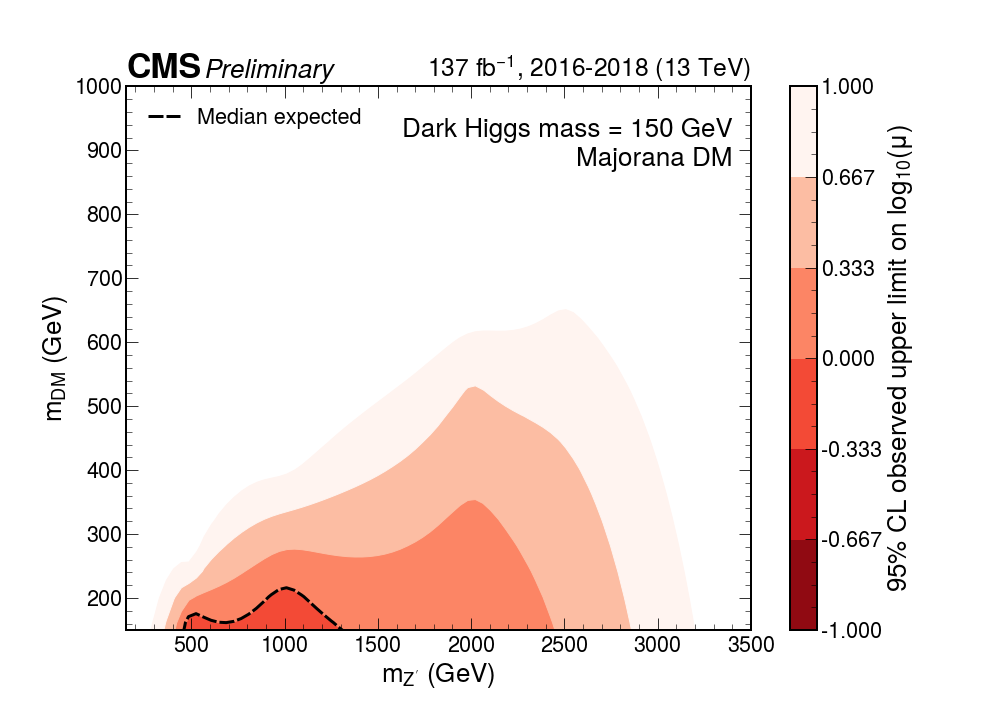 CMS Preliminary
137 fb⁻¹, 2016-2018 (13 TeV)
Median expected
Dark Higgs mass = 150 GeV
Majorana DM
1000
900
800
700
600
500
400
300
200
m_DM (GeV)
500 1000 1500 2000 2500 3000 3500
m_Z′ (GeV)
1.000
0.667
0.333
0.000
-0.333
-0.667
-1.000
95% CL observed upper limit on log₁₀(μ)